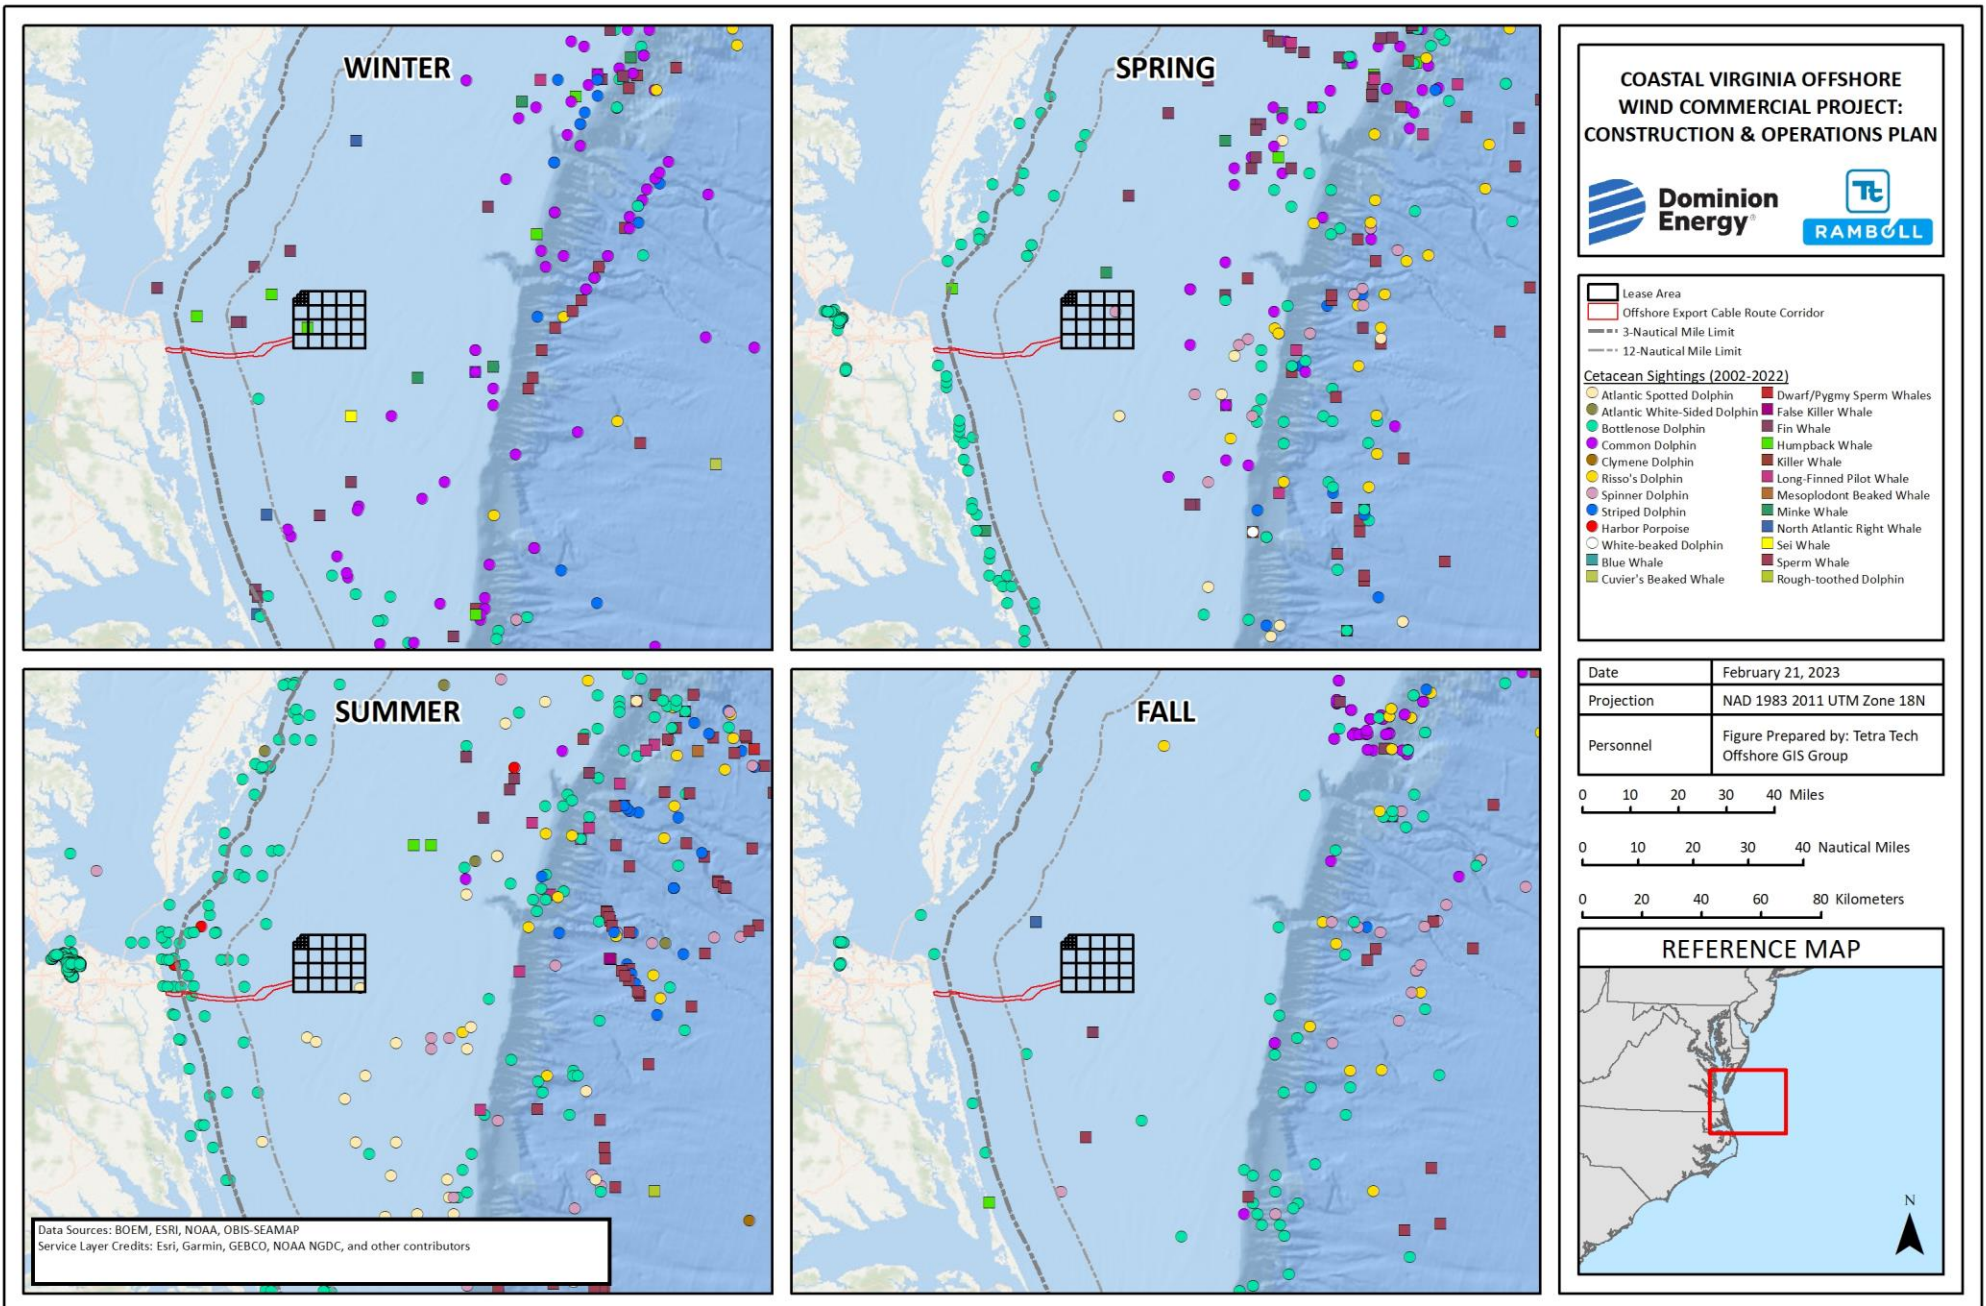 WINTER
SPRING
SUMMER
FALL
Data Sources: BOEM, ESRI, NOAA, OBIS-SEAMAP
Service Layer Credits: Esri, Garmin, GEBCO, NOAA NGDC, and other contributors
COASTAL VIRGINIA OFFSHORE
WIND COMMERCIAL PROJECT:
CONSTRUCTION & OPERATIONS PLAN
Dominion
Energy®
Tt
RAMBOLL
Lease Area
Offshore Export Cable Route Corridor
3-Nautical Mile Limit
12-Nautical Mile Limit
Cetacean Sightings (2002-2022)
Atlantic Spotted Dolphin
Atlantic White-Sided Dolphin
Bottlenose Dolphin
Common Dolphin
Clymene Dolphin
Risso's Dolphin
Spinner Dolphin
Striped Dolphin
Harbor Porpoise
White-beaked Dolphin
Blue Whale
Cuvier's Beaked Whale
Dwarf/Pygmy Sperm Whales
False Killer Whale
Fin Whale
Humpback Whale
Killer Whale
Long-Finned Pilot Whale
Mesoplodont Beaked Whale
Minke Whale
North Atlantic Right Whale
Sei Whale
Sperm Whale
Rough-toothed Dolphin
Date February 21, 2023
Projection NAD 1983 2011 UTM Zone 18N
Personnel Figure Prepared by: Tetra Tech
Offshore GIS Group
0 10 20 30 40 Miles
0 10 20 30 40 Nautical Miles
0 20 40 60 80 Kilometers
REFERENCE MAP
N